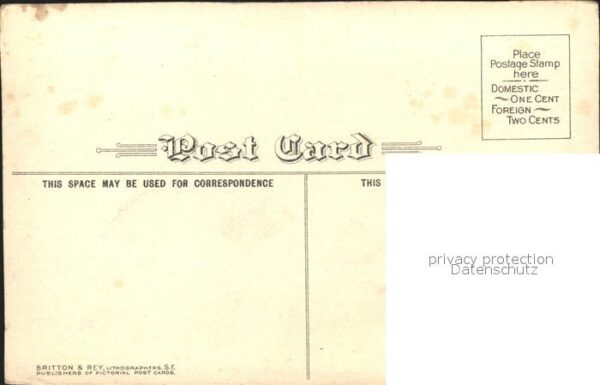 Place
Postage Stamp
here
DOMESTIC
ONE CENT
FOREIGN
TWO CENTS
Post Card
THIS SPACE MAY BE USED FOR CORRESPONDENCE
THIS
privacy protection
Datenschutz
BRITTON & REY, LITHOGRAPHERS, S.F.
PUBLISHERS OF PICTORIAL POST CARDS.